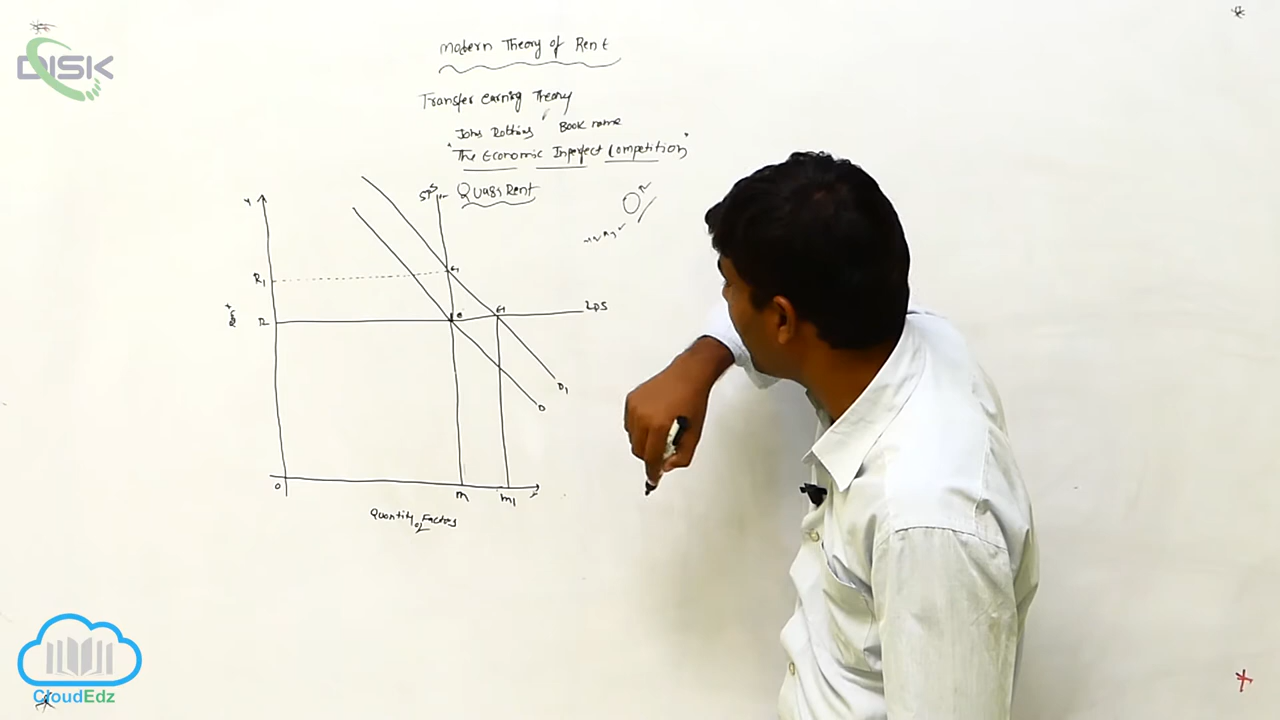 DISK
Modern Theory of Rent
Transfer earning Theory
John Robbins Book name
"The Economic Inperfect Competition"
Quasi Rent
SPS
Y
R1
R
G
B
H
LDS
D1
D
O
M
M1
X
Quantity of Factors
CloudEdz